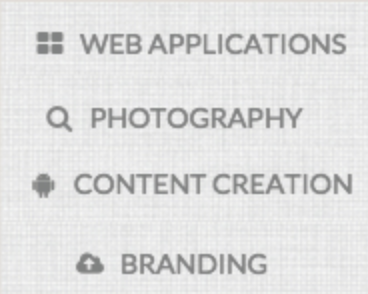 WEB APPLICATIONS
PHOTOGRAPHY
CONTENT CREATION
BRANDING